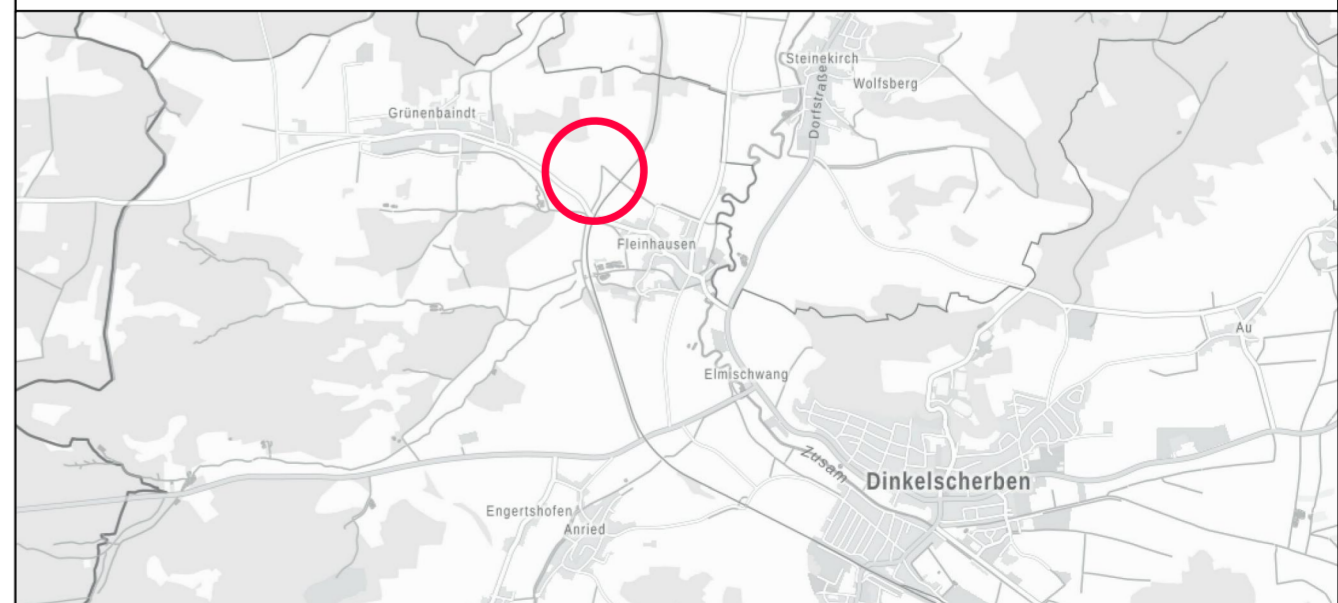 Steinekirch
Wolfsberg
Dorfstraße
Grünenbaindt
Fleinhausen
Au
Elmischwang
Zusam
Dinkelscherben
Engertshofen
Anried